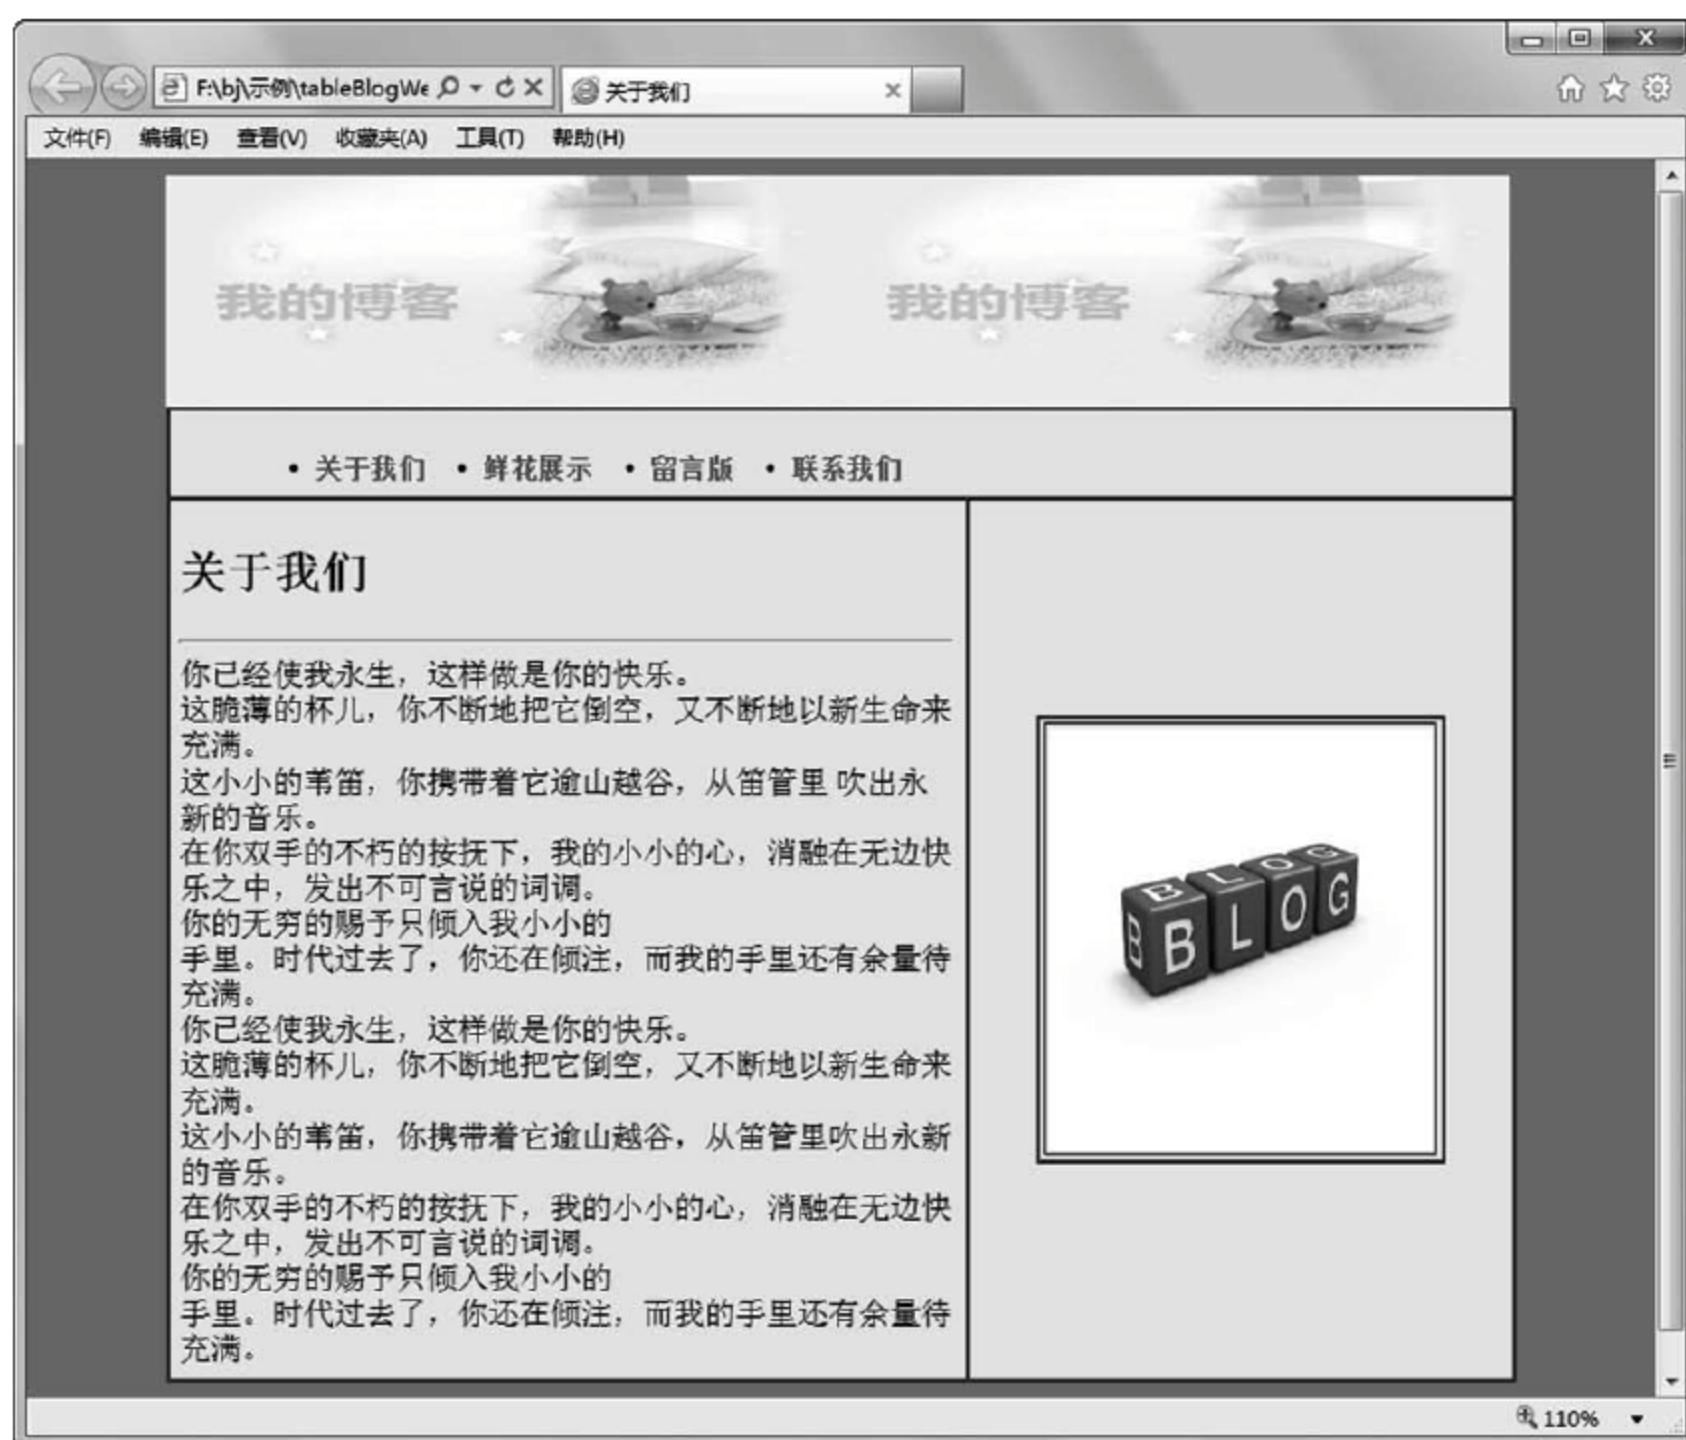 F:\bj\示例\tableBlogWe
关于我们
文件(F) 编辑(E) 查看(V) 收藏夹(A) 工具(T) 帮助(H)
我的博客 我的博客
• 关于我们 • 鲜花展示 • 留言版 • 联系我们
关于我们
你已经使我永生，这样做是你的快乐。
这脆薄的杯儿，你不断地把它倒空，又不断地以新生命来
充满。
这小小的苇笛，你携带着它逾山越谷，从笛管里 吹出永
新的音乐。
在你双手的不朽的按抚下，我的小小的心，消融在无边快
乐之中，发出不可言说的词调。
你的无穷的赐予只倾入我小小的
手里。时代过去了，你还在倾注，而我的手里还有余量待
充满。
你已经使我永生，这样做是你的快乐。
这脆薄的杯儿，你不断地把它倒空，又不断地以新生命来
充满。
这小小的苇笛，你携带着它逾山越谷，从笛管里吹出永新
的音乐。
在你双手的不朽的按抚下，我的小小的心，消融在无边快
乐之中，发出不可言说的词调。
你的无穷的赐予只倾入我小小的
手里。时代过去了，你还在倾注，而我的手里还有余量待
充满。
B L O G
B B L O G
110%